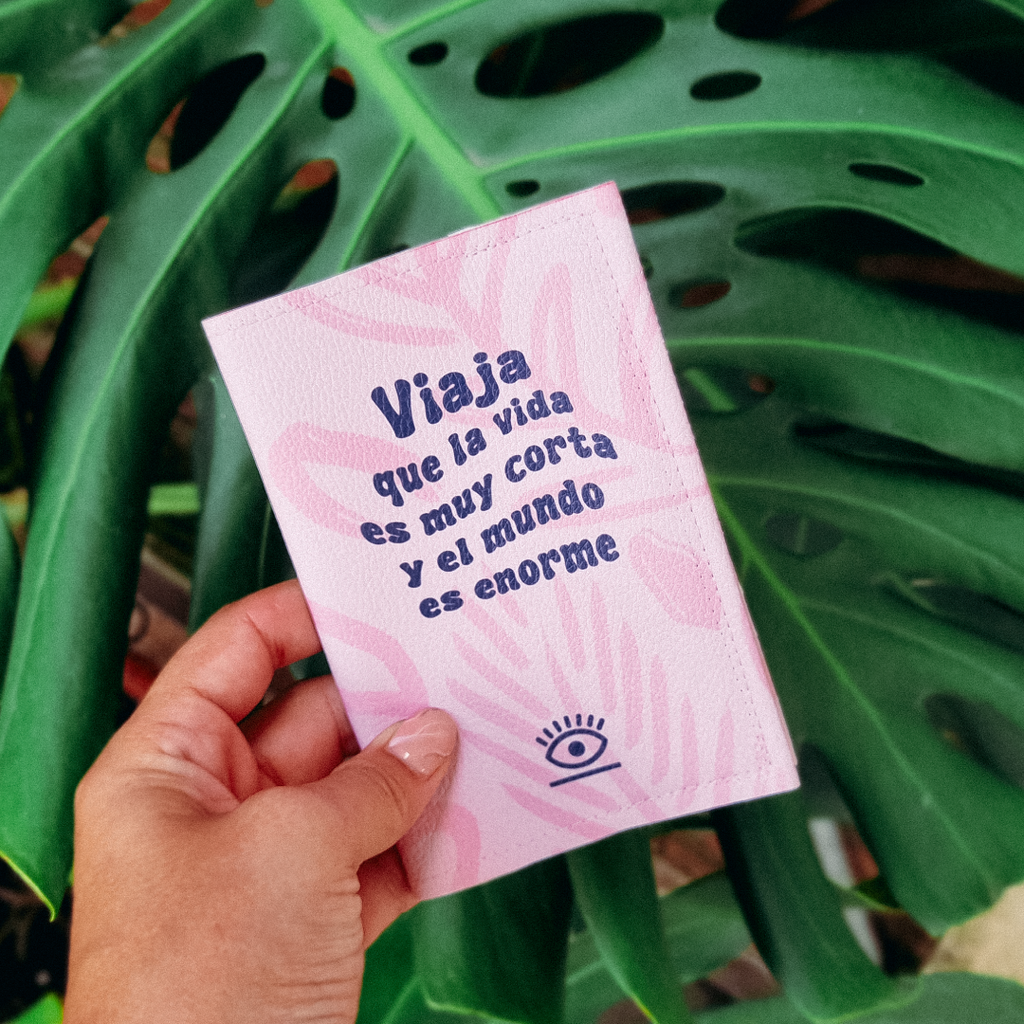 Viaja
que la vida
es muy corta
y el mundo
es enorme